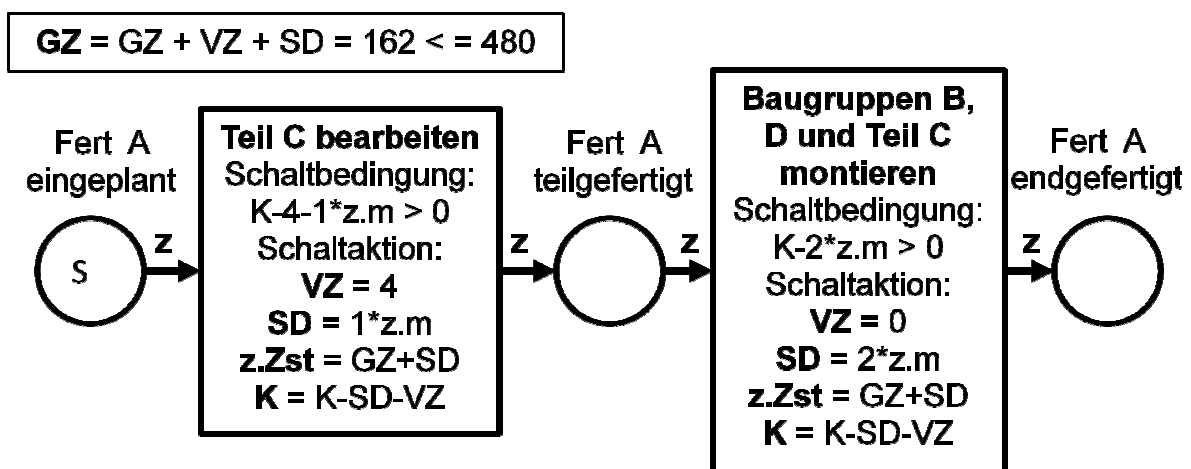 GZ = GZ + VZ + SD = 162 < = 480
Fert A
eingeplant
S
z
Teil C bearbeiten
Schaltbedingung:
K-4-1*z.m > 0
Schaltaktion:
VZ = 4
SD = 1*z.m
z.Zst = GZ+SD
K = K-SD-VZ
z
Fert A
teilgefertigt
z
Baugruppen B,
D und Teil C
montieren
Schaltbedingung:
K-2*z.m > 0
Schaltaktion:
VZ = 0
SD = 2*z.m
z.Zst = GZ+SD
K = K-SD-VZ
z
Fert A
endgefertigt